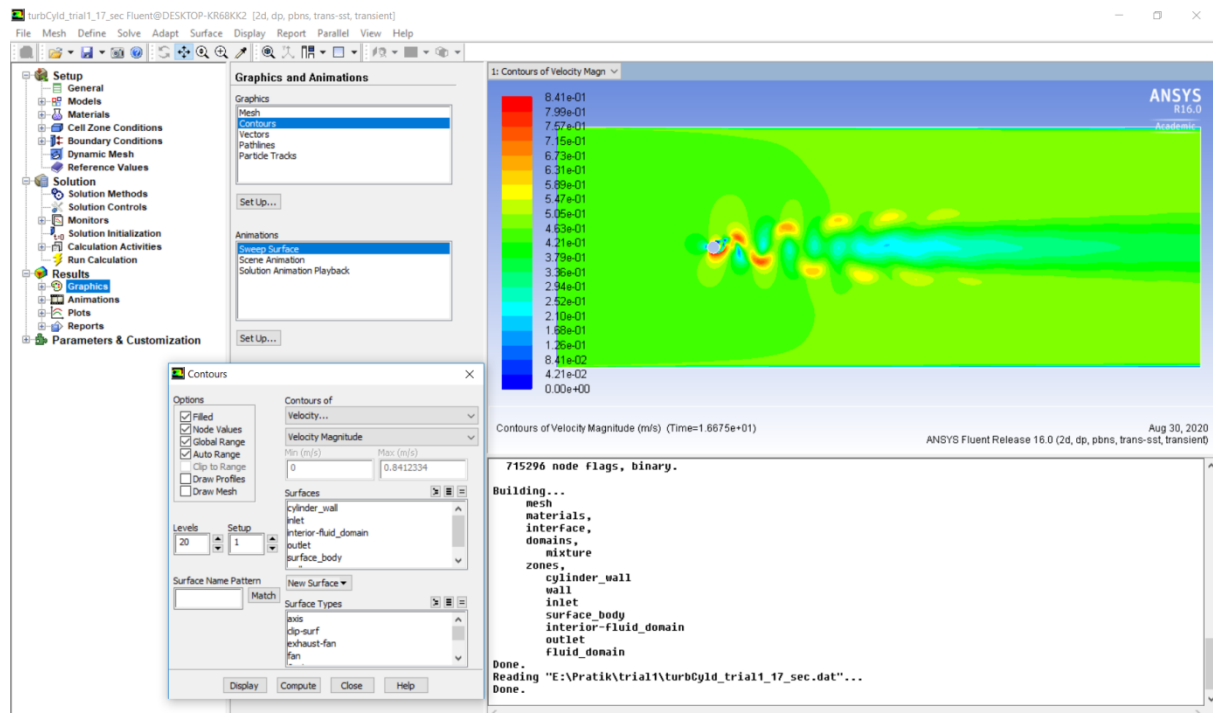 turbCyld_trial1_17_sec Fluent@DESKTOP-KR68KK2 [2d, dp, pbns, trans-sst, transient]
File Mesh Define Solve Adapt Surface Display Report Parallel View Help
Setup
General
Models
Materials
Cell Zone Conditions
Boundary Conditions
Dynamic Mesh
Reference Values
Solution
Solution Methods
Solution Controls
Monitors
Solution Initialization
Calculation Activities
Run Calculation
Results
Graphics
Animations
Plots
Reports
Parameters & Customization
Graphics and Animations
Graphics
Mesh
Contours
Vectors
Pathlines
Particle Tracks
Set Up...
Animations
Sweep Surface
Scene Animation
Solution Animation Playback
Set Up...
1: Contours of Velocity Magn
8.41e-01
7.99e-01
7.57e-01
7.15e-01
6.73e-01
6.31e-01
5.89e-01
5.47e-01
5.05e-01
4.63e-01
4.21e-01
3.79e-01
3.36e-01
2.94e-01
2.52e-01
2.10e-01
1.68e-01
1.26e-01
8.41e-02
4.21e-02
0.00e+00
ANSYS
R16.0
Academic
Contours of Velocity Magnitude (m/s) (Time=1.6675e+01)
Aug 30, 2020
ANSYS Fluent Release 16.0 (2d, dp, pbns, trans-sst, transient)
Contours
Options
Filled
Node Values
Global Range
Auto Range
Clip to Range
Draw Profiles
Draw Mesh
Levels Setup
20 1
Surface Name Pattern
Match
Contours of
Velocity...
Velocity Magnitude
Min (m/s) Max (m/s)
0 0.8412334
Surfaces
cylinder_wall
inlet
interior-fluid_domain
outlet
surface_body
New Surface
Surface Types
axis
clip-surf
exhaust-fan
fan
Display Compute Close Help
715296 node flags, binary.
Building...
mesh
materials,
interface,
domains,
mixture
zones,
cylinder_wall
wall
inlet
surface_body
interior-fluid_domain
outlet
fluid_domain
Done.
Reading "E:\Pratik\trial1\turbCyld_trial1_17_sec.dat"...
Done.